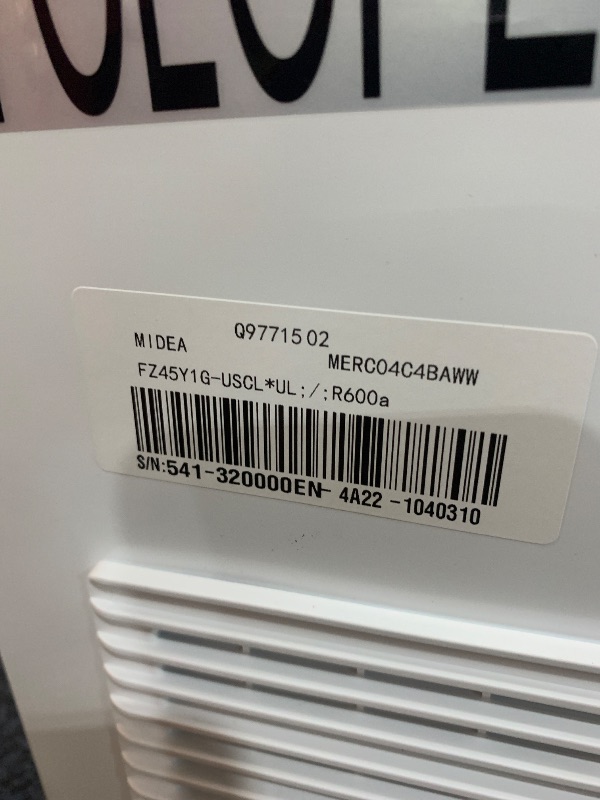 MIDEA Q9771502
MERC04C4BAWW
FZ45Y1G-USCL*UL;/;R600a
S/N:541-320000EN-4A22-1040310